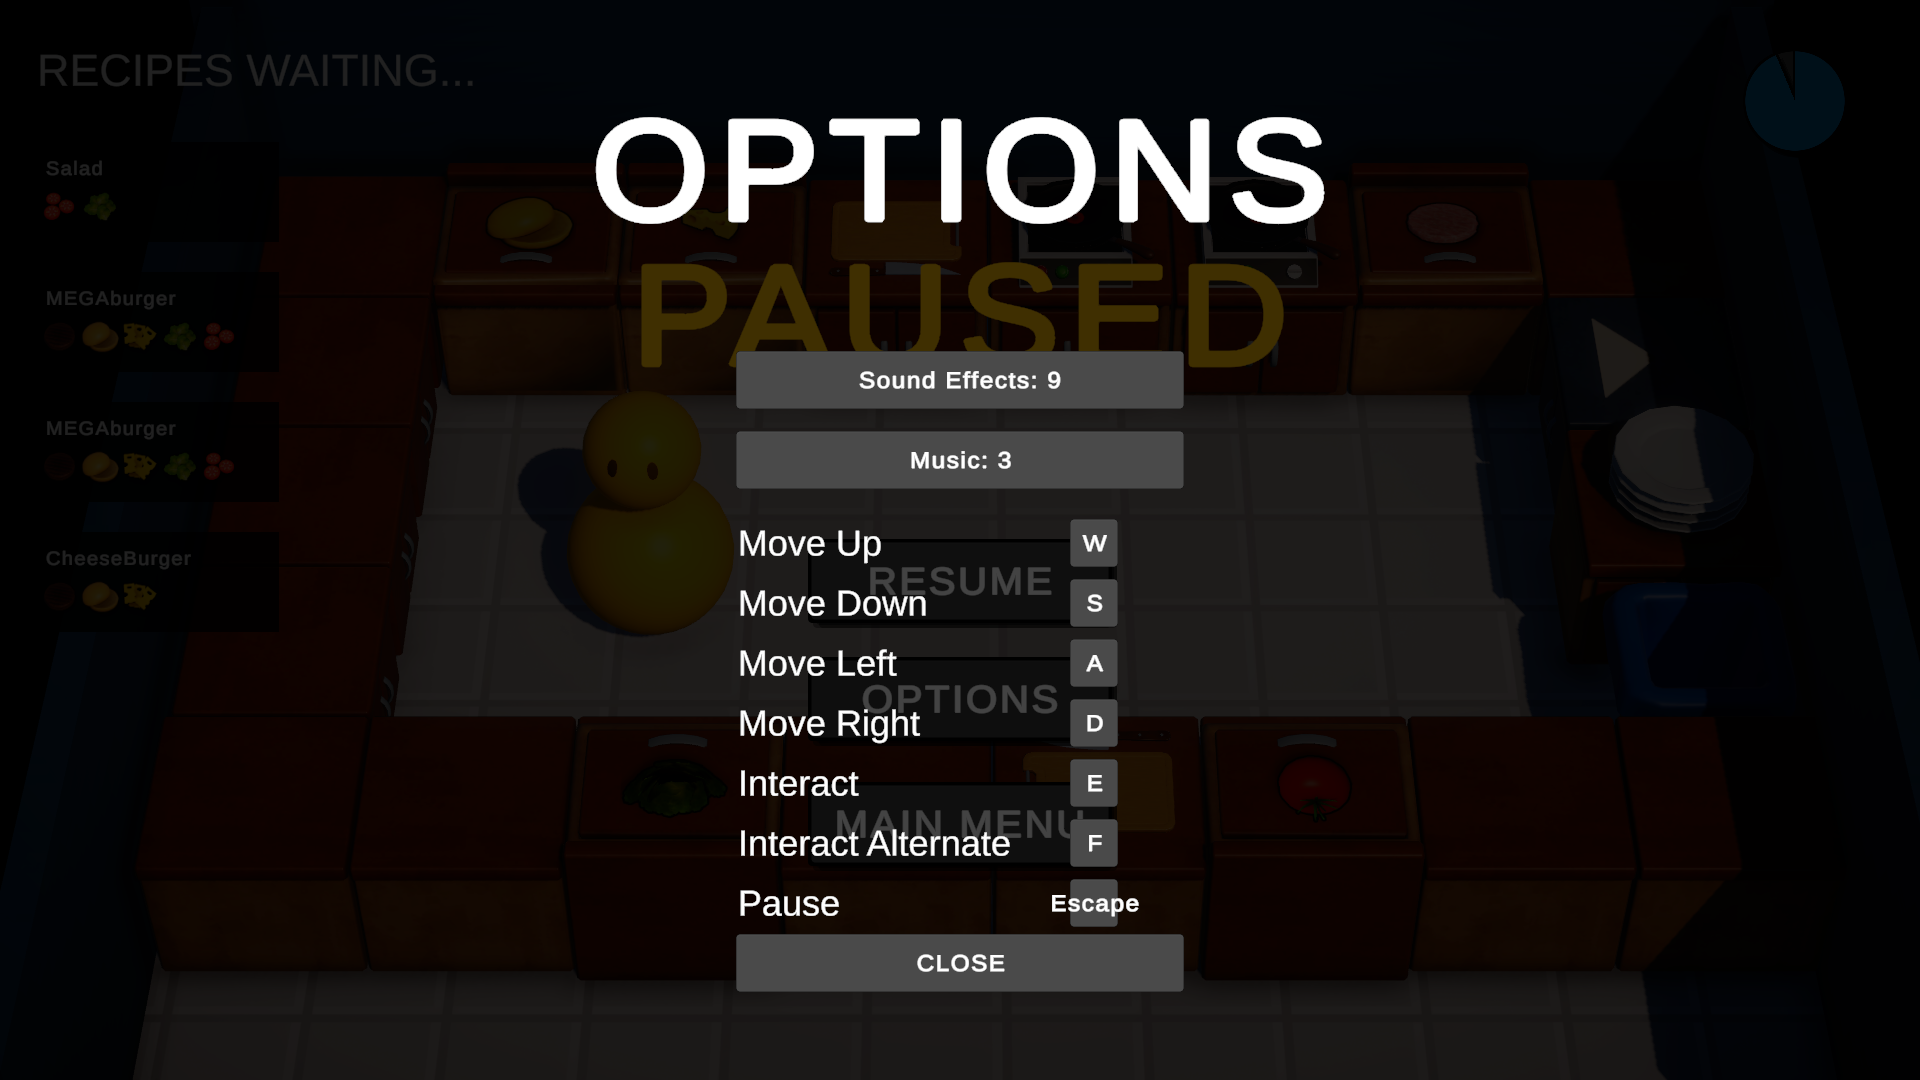 RECIPES WAITING...
OPTIONS
Salad
PAUSED
MEGAburger
Sound Effects: 9
MEGAburger
Music: 3
CheeseBurger
Move Up W
RESUME
Move Down S
Move Left A
OPTIONS
Move Right D
Interact E
MAIN MENU
Interact Alternate F
Pause Escape
CLOSE